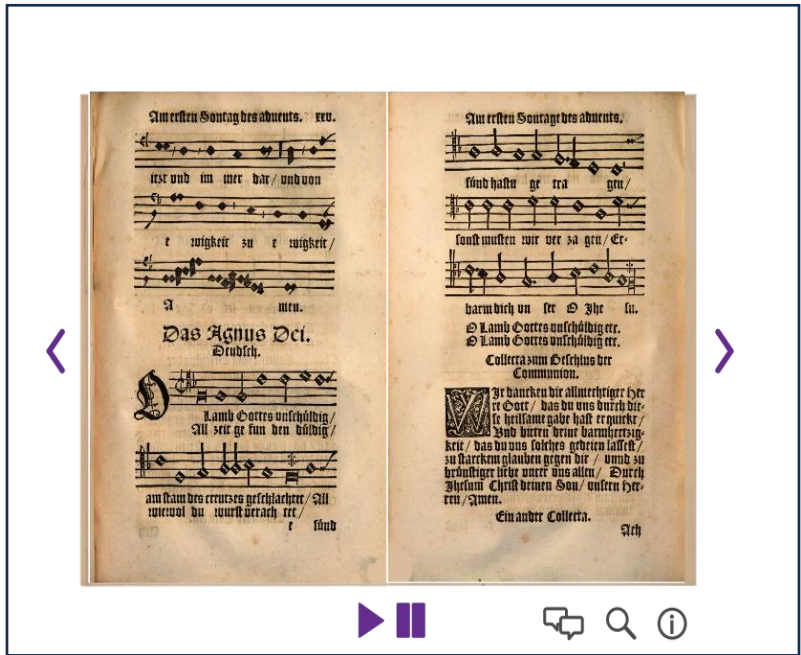 Am ersten Sontag des aduents. xxv.
itzt vnd im mer dar / vnd von
e wigkeit zu e wigkeit /
A men.
Das Agnus Dei.
Deudsch.
O Lamb Gottes vnschüldig /
All zeit ge fun den düldig /
am stam des creutzes geschlachtet / All
wiewol du wurst verach tet /
e sünd
Am ersten Sontage des aduents.
sünd hastu ge tra gen /
sonst musten wir ver za gen / Er-
barm dich vn ser O Jhe su.
O Lamb Gottes vnschüldig etc.
O Lamb Gottes vnschüldig etc.
Collecta zum Beschlus der
Communion.
WIr dancken dir allmechtiger Her
re Gott / das du vns durch die-
se heilsame gabe hast erquickt /
Vnd bitten deine barmhertzig-
keit / das du vns solches gedeien lassest /
zu starckem glauben gegen dir / vnnd zu
brünstiger liebe vnter vns allen / Durch
Jhesum Christ deinen Son / vnsern Her-
ren / Amen.
Ein ander Collecta.
Ach